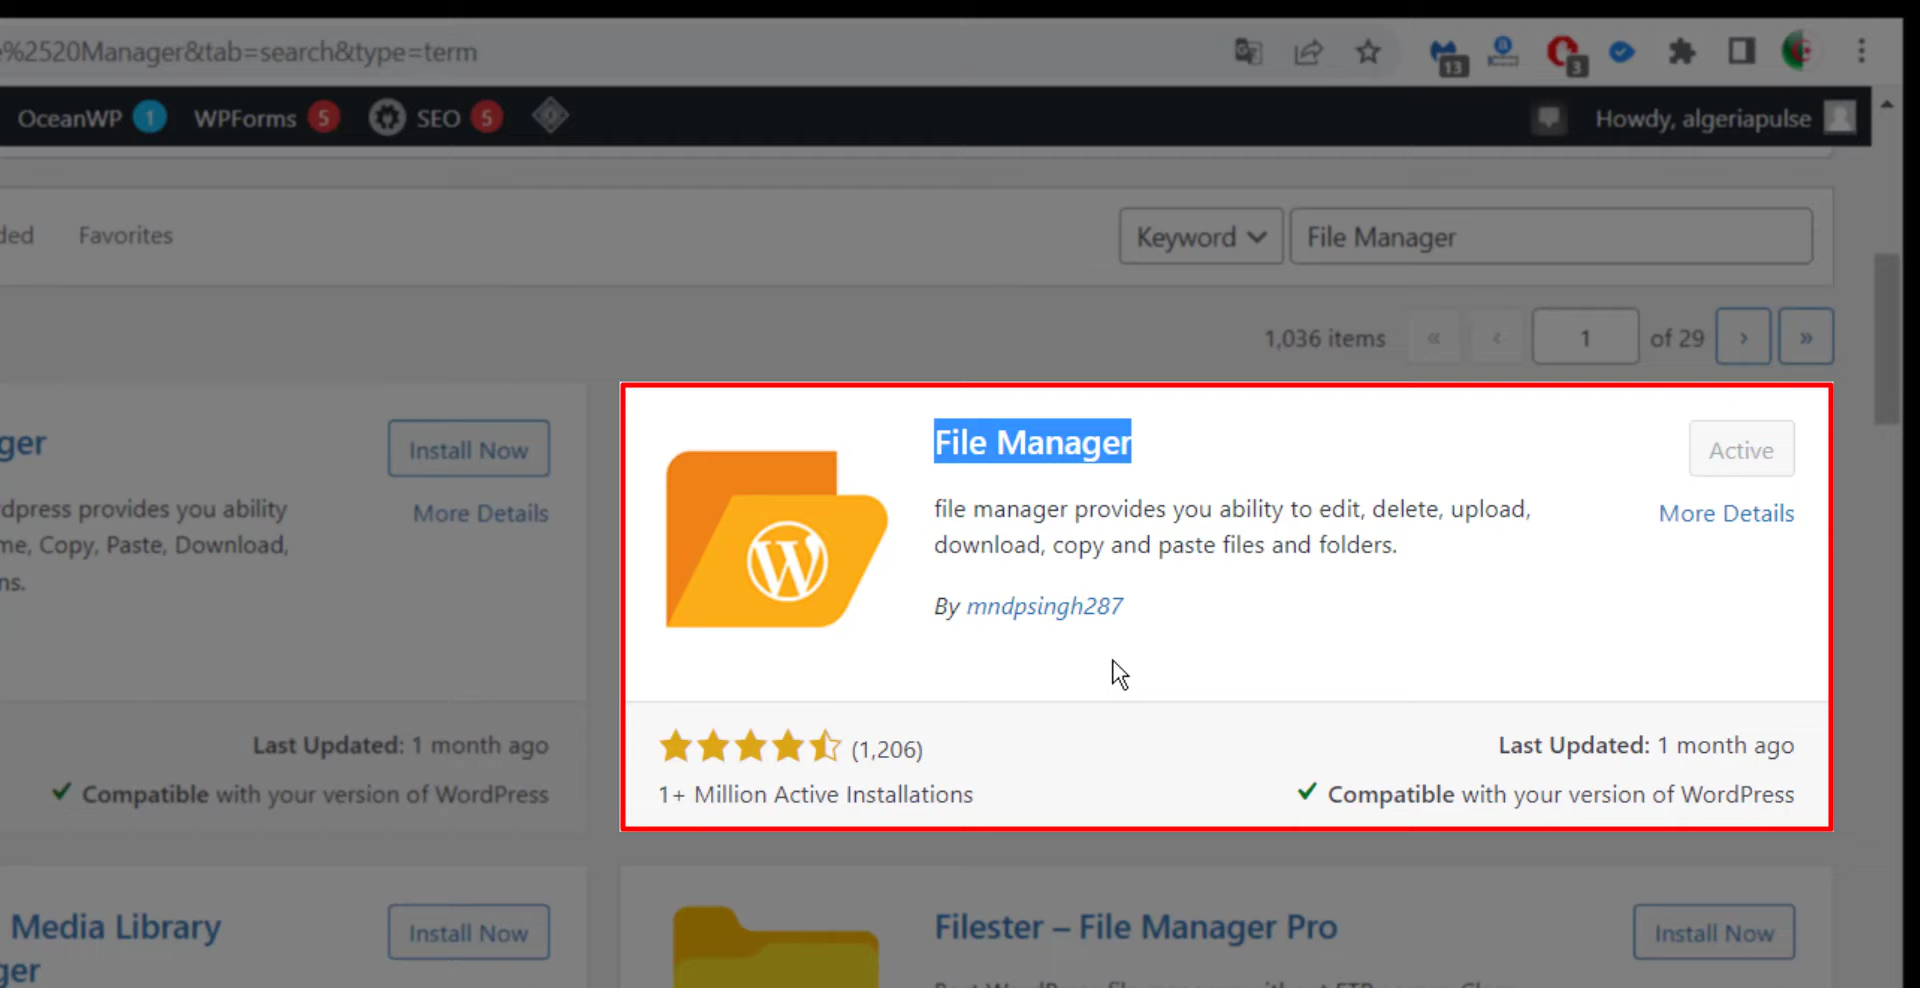 %2520Manager&tab=search&type=term
13
3
OceanWP 1 WPForms 5 SEO 5
Howdy, algeriapulse
Favorites
Keyword File Manager
1,036 items « ‹ 1 of 29 › »
Install Now
More Details
dpress provides you ability
Copy, Paste, Download,
Last Updated: 1 month ago
Compatible with your version of WordPress
File Manager
Active
file manager provides you ability to edit, delete, upload,
download, copy and paste files and folders.
More Details
By mndpsingh287
(1,206)
1+ Million Active Installations
Last Updated: 1 month ago
Compatible with your version of WordPress
Media Library
Install Now
Filester – File Manager Pro
Install Now